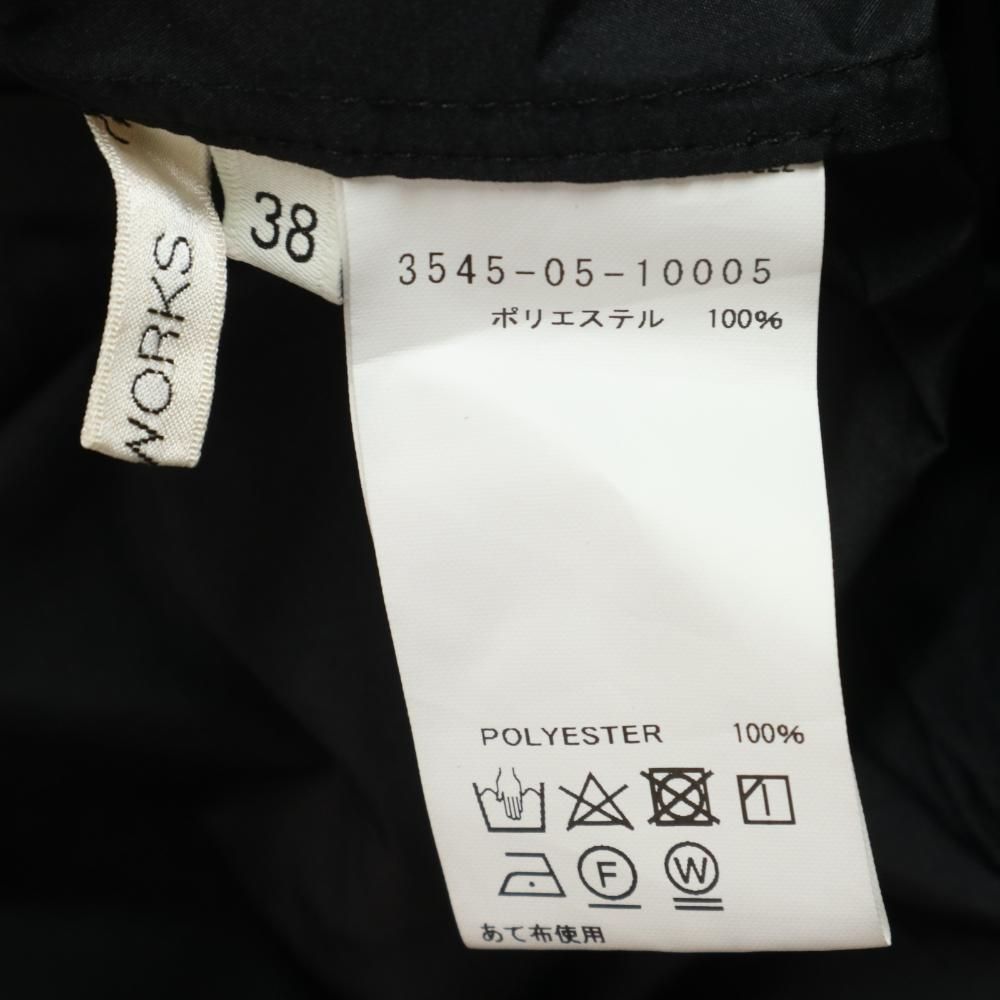 WORKS
38
3545-05-10005
ポリエステル 100%
POLYESTER 100%
F W
あて布使用